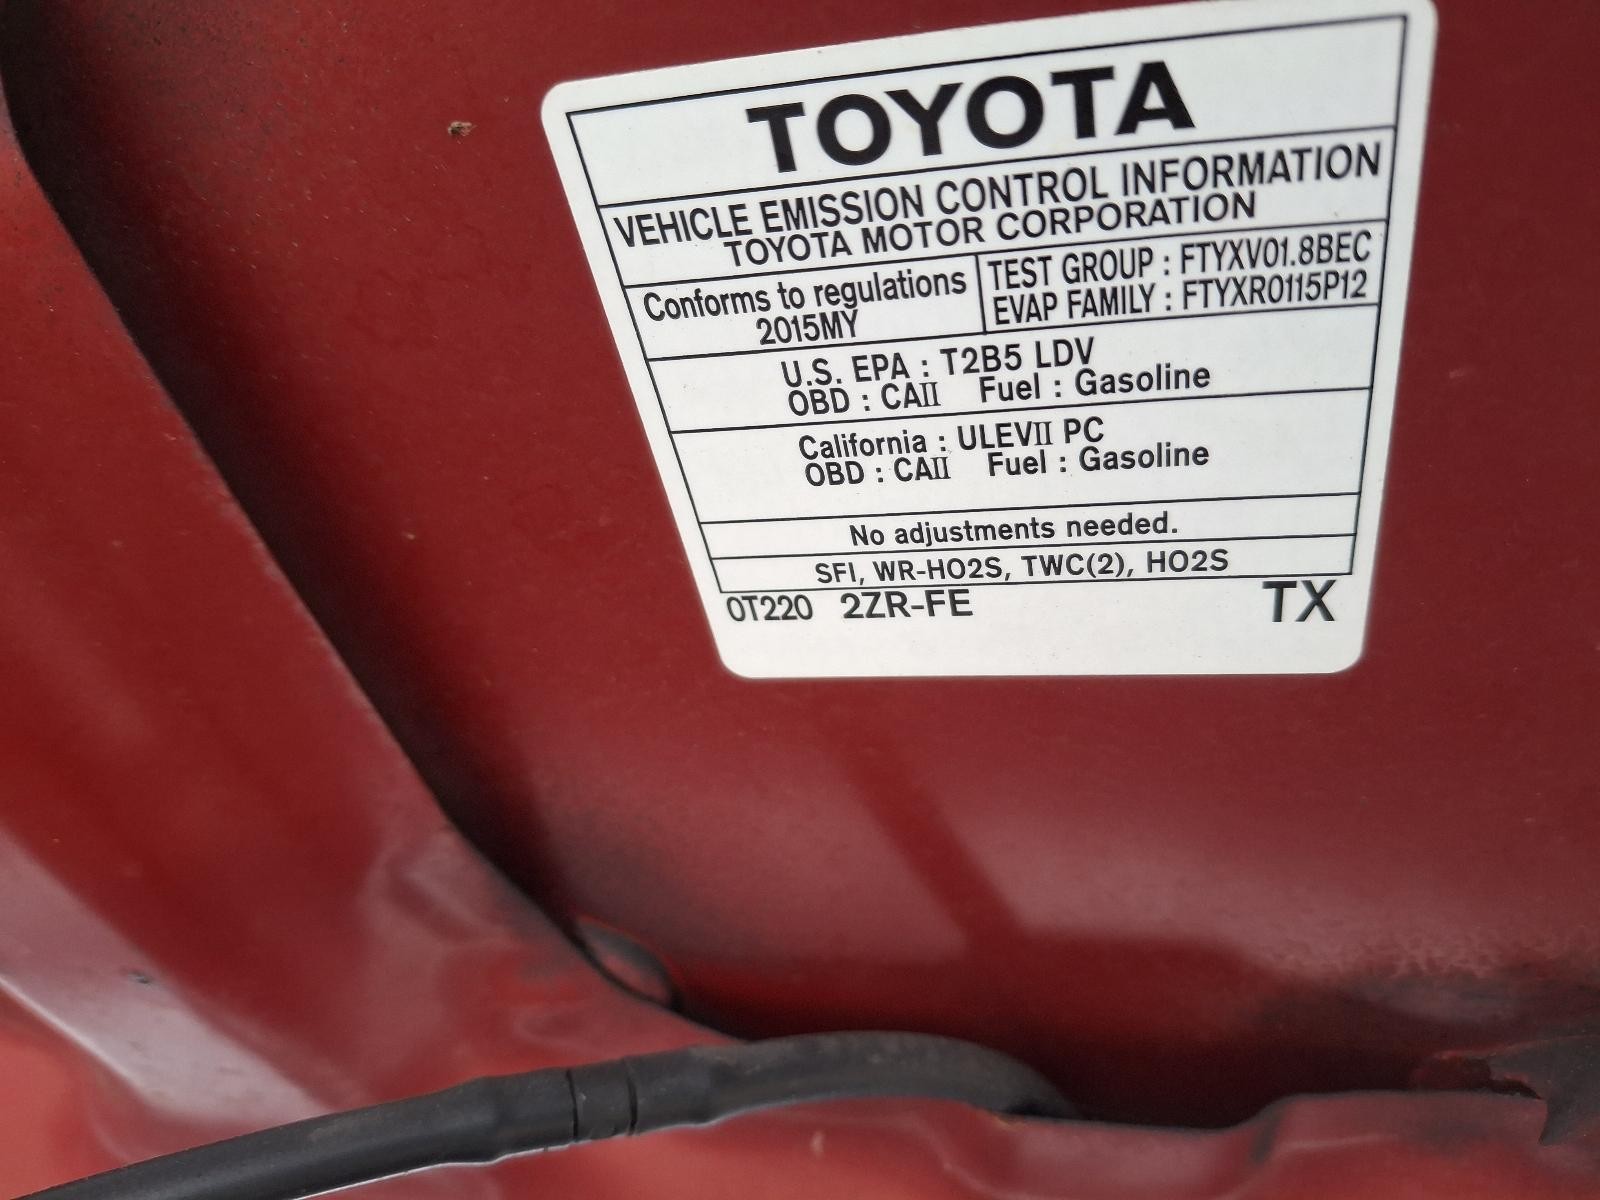 TOYOTA
VEHICLE EMISSION CONTROL INFORMATION
TOYOTA MOTOR CORPORATION
Conforms to regulations
2015MY
TEST GROUP : FTYXV01.8BEC
EVAP FAMILY : FTYXR0115P12
U.S. EPA : T2B5 LDV
OBD : CAII Fuel : Gasoline
California : ULEVII PC
OBD : CAII Fuel : Gasoline
No adjustments needed.
SFI, WR-HO2S, TWC(2), HO2S
0T220 2ZR-FE TX